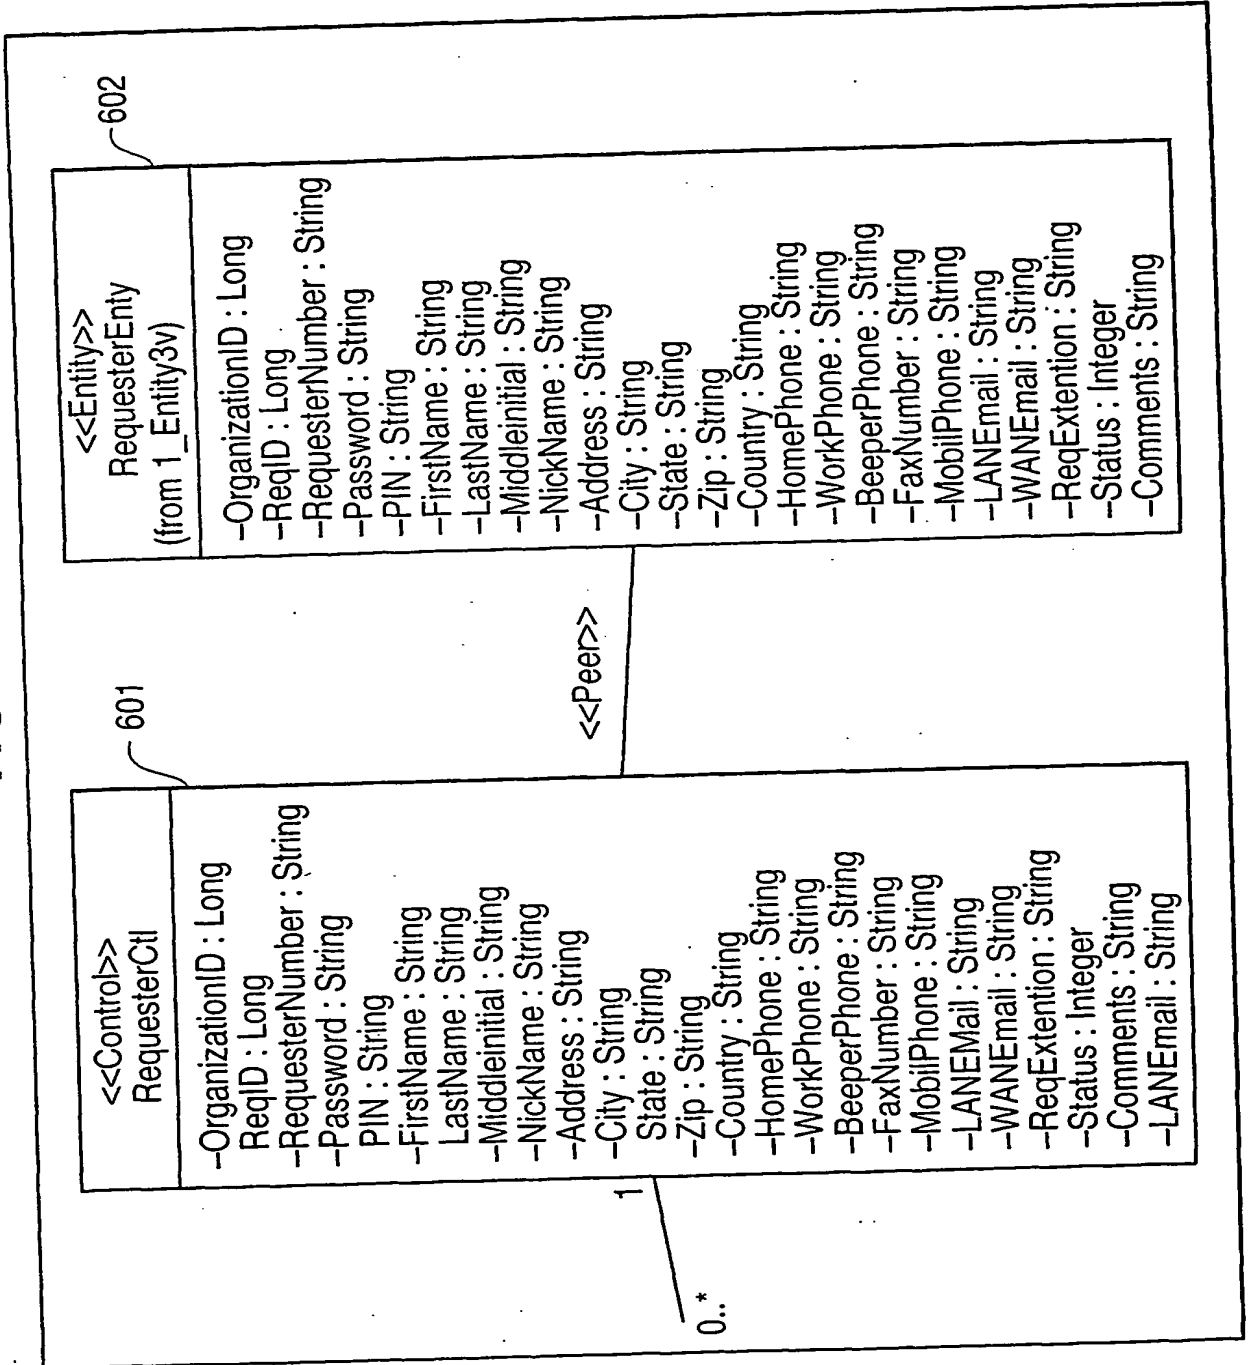 <<Control>>
RequesterCtl
601
–OrganizationID : Long
ReqID : Long
–RequesterNumber : String
–Password : String
PIN : String
–FirstName : String
LastName : String
–Middleinitial : String
–NickName : String
–Address : String
–City : String
State : String
–Zip : String
–Country : String
–HomePhone : String
–WorkPhone : String
–BeeperPhone : String
–FaxNumber : String
–MobilPhone : String
–LANEMail : String
–WANEmail : String
–ReqExtention : String
–Status : Integer
–Comments : String
–LANEmail : String
1
0..*
<<Peer>>
<<Entity>>
RequesterEnty
(from 1_Entity3v)
602
–OrganizationID : Long
–ReqID : Long
–RequesterNumber : String
–Password : String
–PIN : String
–FirstName : String
–LastName : String
–Middleinitial : String
–NickName : String
–Address : String
–City : String
–State : String
–Zip : String
–Country : String
–HomePhone : String
–WorkPhone : String
–BeeperPhone : String
–FaxNumber : String
–MobilPhone : String
–LANEmail : String
–WANEmail : String
–ReqExtention : String
–Status : Integer
–Comments : String